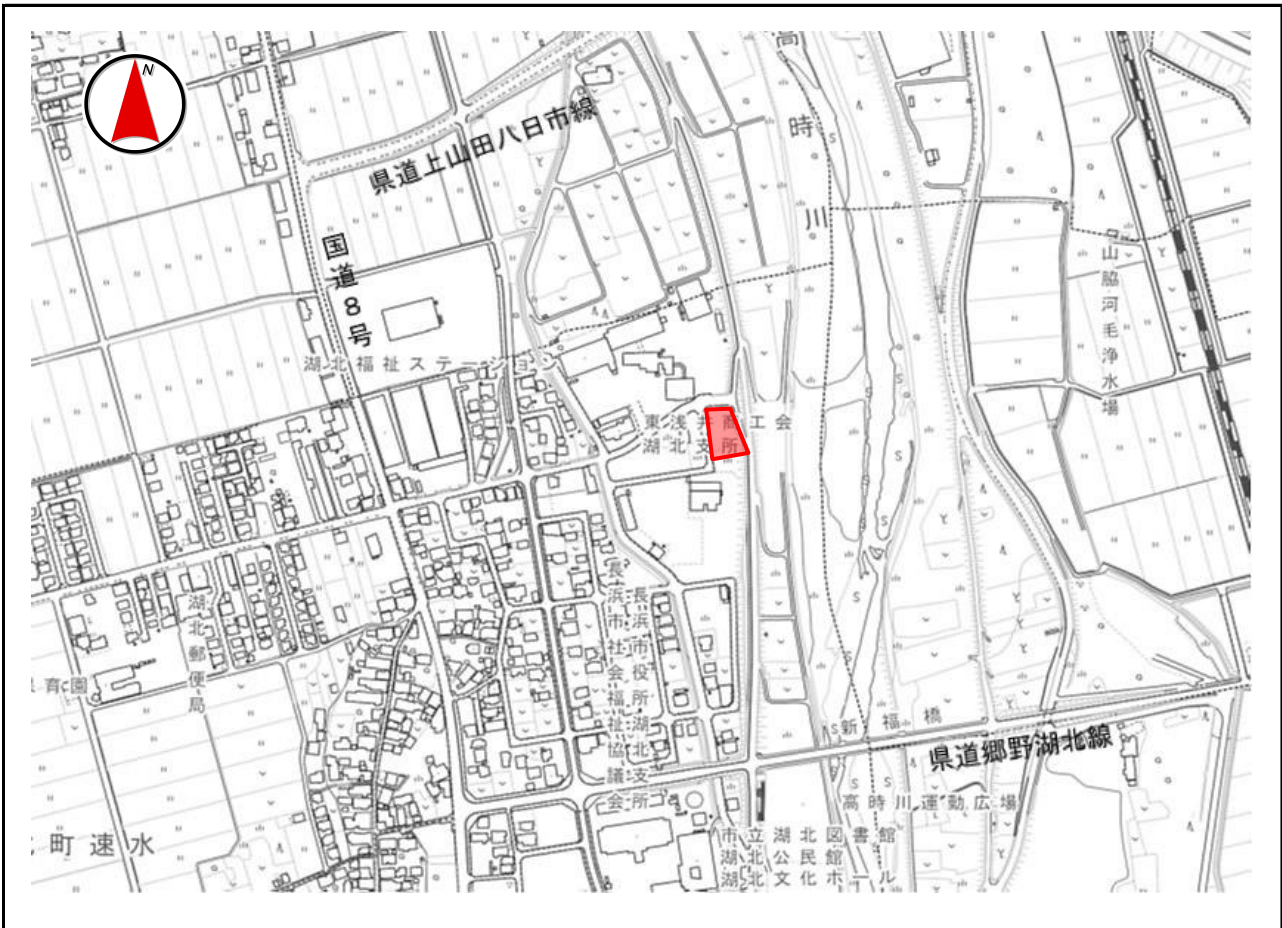 N
高時川
県道上山田八日市線
国道8号
山脇河毛浄水場
湖北福祉ステーション
東浅井商工会
湖北支所
長浜市役所湖北支所
長浜市社会福祉協議会
湖北郵便局
育園
新福橋
県道郷野湖北線
高時川運動広場
町速水
市立湖北図書館
湖北公民館
湖北文化ホール